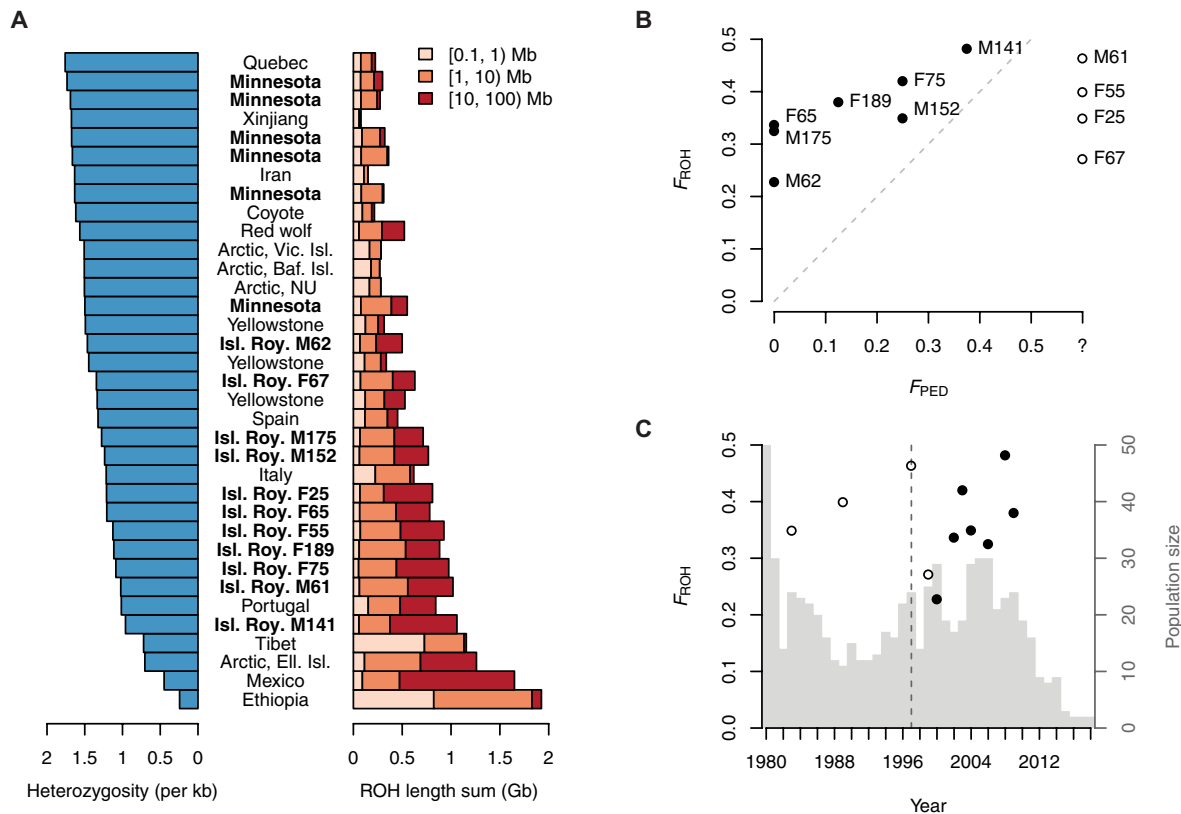 A
Quebec
Minnesota
Minnesota
Xinjiang
Minnesota
Minnesota
Iran
Minnesota
Coyote
Red wolf
Arctic, Vic. Isl.
Arctic, Baf. Isl.
Arctic, NU
Minnesota
Yellowstone
Isl. Roy. M62
Yellowstone
Isl. Roy. F67
Yellowstone
Spain
Isl. Roy. M175
Isl. Roy. M152
Italy
Isl. Roy. F25
Isl. Roy. F65
Isl. Roy. F55
Isl. Roy. F189
Isl. Roy. F75
Isl. Roy. M61
Portugal
Isl. Roy. M141
Tibet
Arctic, Ell. Isl.
Mexico
Ethiopia
[0.1, 1) Mb
[1, 10) Mb
[10, 100) Mb
2 1.5 1 0.5 0
Heterozygosity (per kb)
0 0.5 1 1.5 2
ROH length sum (Gb)
B
0.5
0.4
0.3
0.2
0.1
0.0
FROH
M141
M61
F75
F55
F189
M152
F25
F65
M175
F67
M62
0 0.1 0.2 0.3 0.4 0.5 ?
FPED
C
0.5
0.4
0.3
0.2
0.1
0.0
FROH
50
40
30
20
10
0
Population size
1980 1988 1996 2004 2012
Year